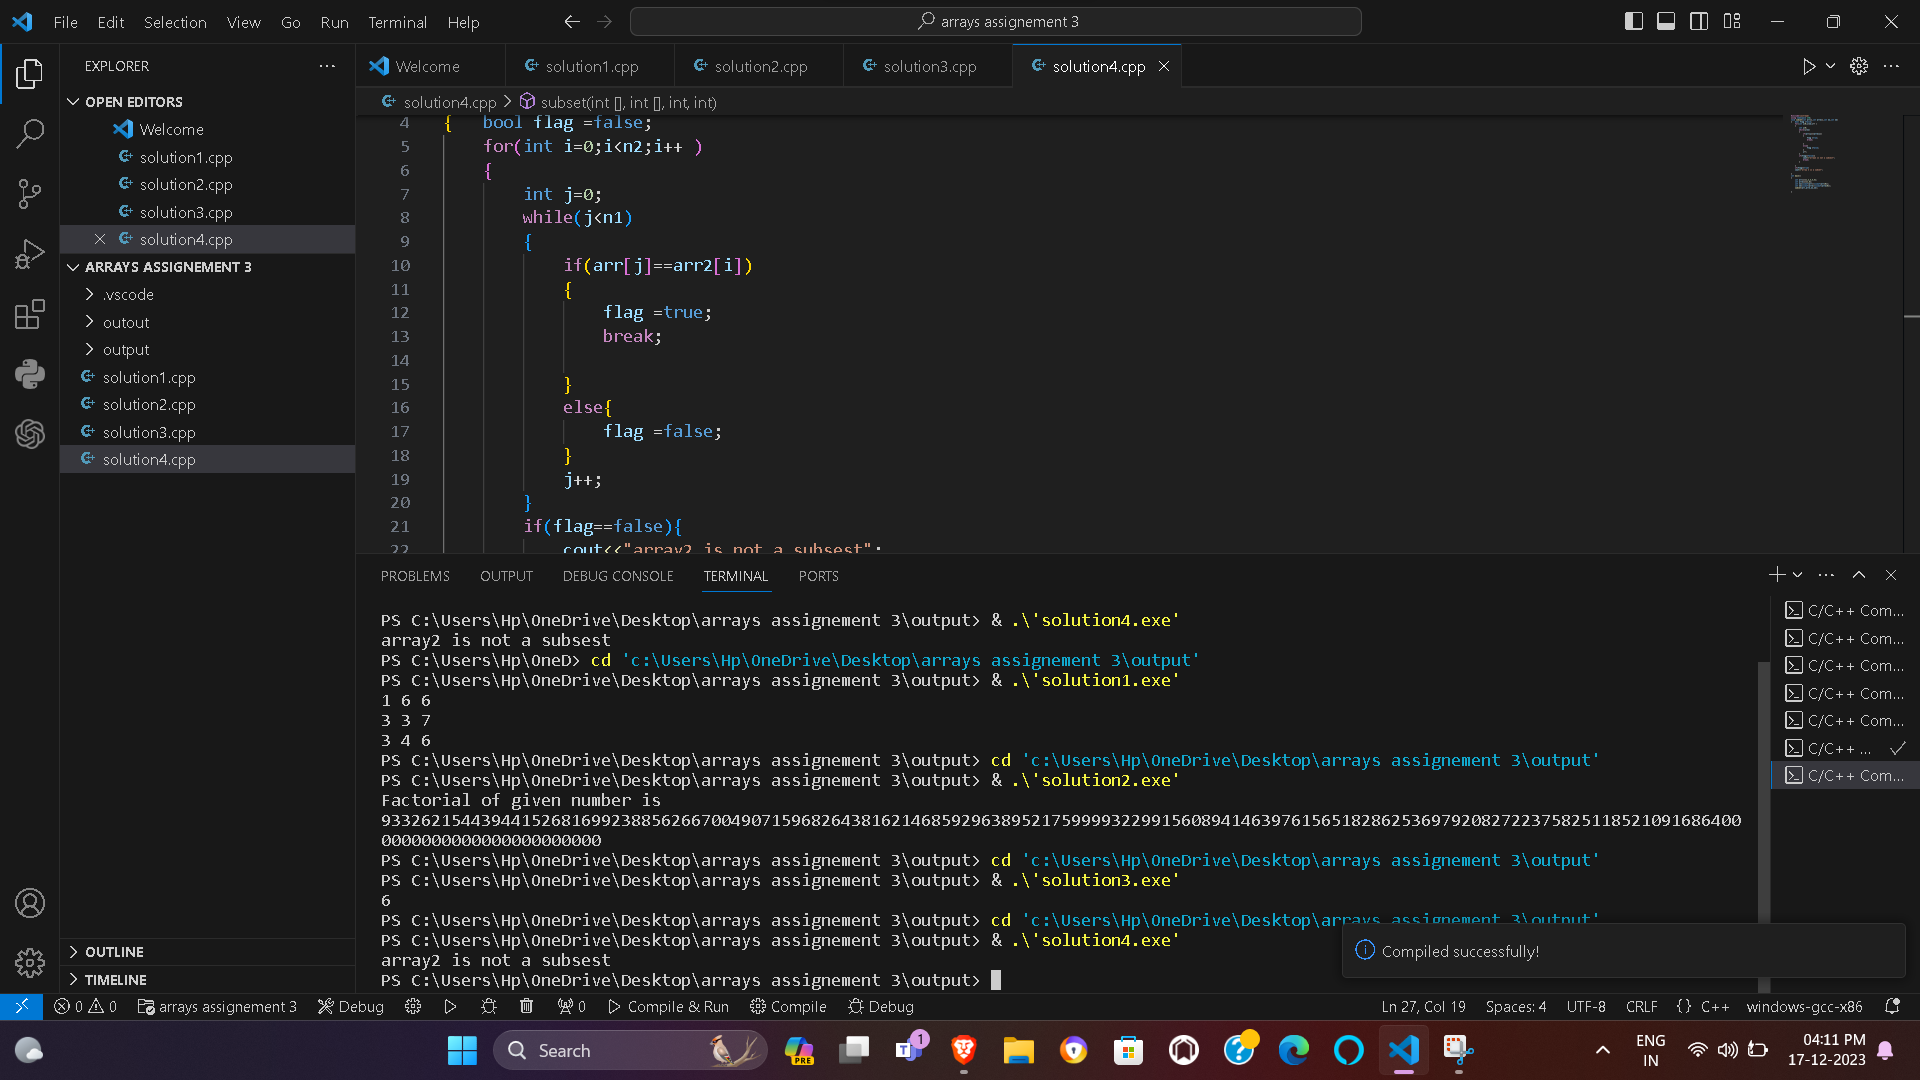 File Edit Selection View Go Run Terminal Help
arrays assignement 3
EXPLORER
OPEN EDITORS
Welcome
solution1.cpp
solution2.cpp
solution3.cpp
solution4.cpp
ARRAYS ASSIGNEMENT 3
.vscode
outout
output
solution1.cpp
solution2.cpp
solution3.cpp
solution4.cpp
OUTLINE
TIMELINE
Welcome solution1.cpp solution2.cpp solution3.cpp solution4.cpp
solution4.cpp > subset(int [], int [], int, int)
4 { bool flag =false;
5 for(int i=0;i<n2;i++ )
6 {
7 int j=0;
8 while(j<n1)
9 {
10 if(arr[j]==arr2[i])
11 {
12 flag =true;
13 break;
14
15 }
16 else{
17 flag =false;
18 }
19 j++;
20 }
21 if(flag==false){
22 cout<<"array2 is not a subsest";
PROBLEMS OUTPUT DEBUG CONSOLE TERMINAL PORTS
PS C:\Users\Hp\OneDrive\Desktop\arrays assignement 3\output> & .\'solution4.exe'
array2 is not a subsest
PS C:\Users\Hp\OneD> cd 'c:\Users\Hp\OneDrive\Desktop\arrays assignement 3\output'
PS C:\Users\Hp\OneDrive\Desktop\arrays assignement 3\output> & .\'solution1.exe'
1 6 6
3 3 7
3 4 6
PS C:\Users\Hp\OneDrive\Desktop\arrays assignement 3\output> cd 'c:\Users\Hp\OneDrive\Desktop\arrays assignement 3\output'
PS C:\Users\Hp\OneDrive\Desktop\arrays assignement 3\output> & .\'solution2.exe'
Factorial of given number is
9332621544394415268169923885626670049071596826438162146859296389521759999322991560894146397615651828625369792082722375825118521091686400
0000000000000000000000
PS C:\Users\Hp\OneDrive\Desktop\arrays assignement 3\output> cd 'c:\Users\Hp\OneDrive\Desktop\arrays assignement 3\output'
PS C:\Users\Hp\OneDrive\Desktop\arrays assignement 3\output> & .\'solution3.exe'
6
PS C:\Users\Hp\OneDrive\Desktop\arrays assignement 3\output> cd 'c:\Users\Hp\OneDrive\Desktop\arrays assignement 3\output'
PS C:\Users\Hp\OneDrive\Desktop\arrays assignement 3\output> & .\'solution4.exe'
array2 is not a subsest
PS C:\Users\Hp\OneDrive\Desktop\arrays assignement 3\output>
C/C++ Com...
C/C++ Com...
C/C++ Com...
C/C++ Com...
C/C++ Com...
C/C++ ...
C/C++ Com...
Compiled successfully!
0 0 arrays assignement 3 Debug 0 Compile & Run Compile Debug Ln 27, Col 19 Spaces: 4 UTF-8 CRLF {} C++ windows-gcc-x86
Search
PRE
1
ENG
IN
04:11 PM
17-12-2023